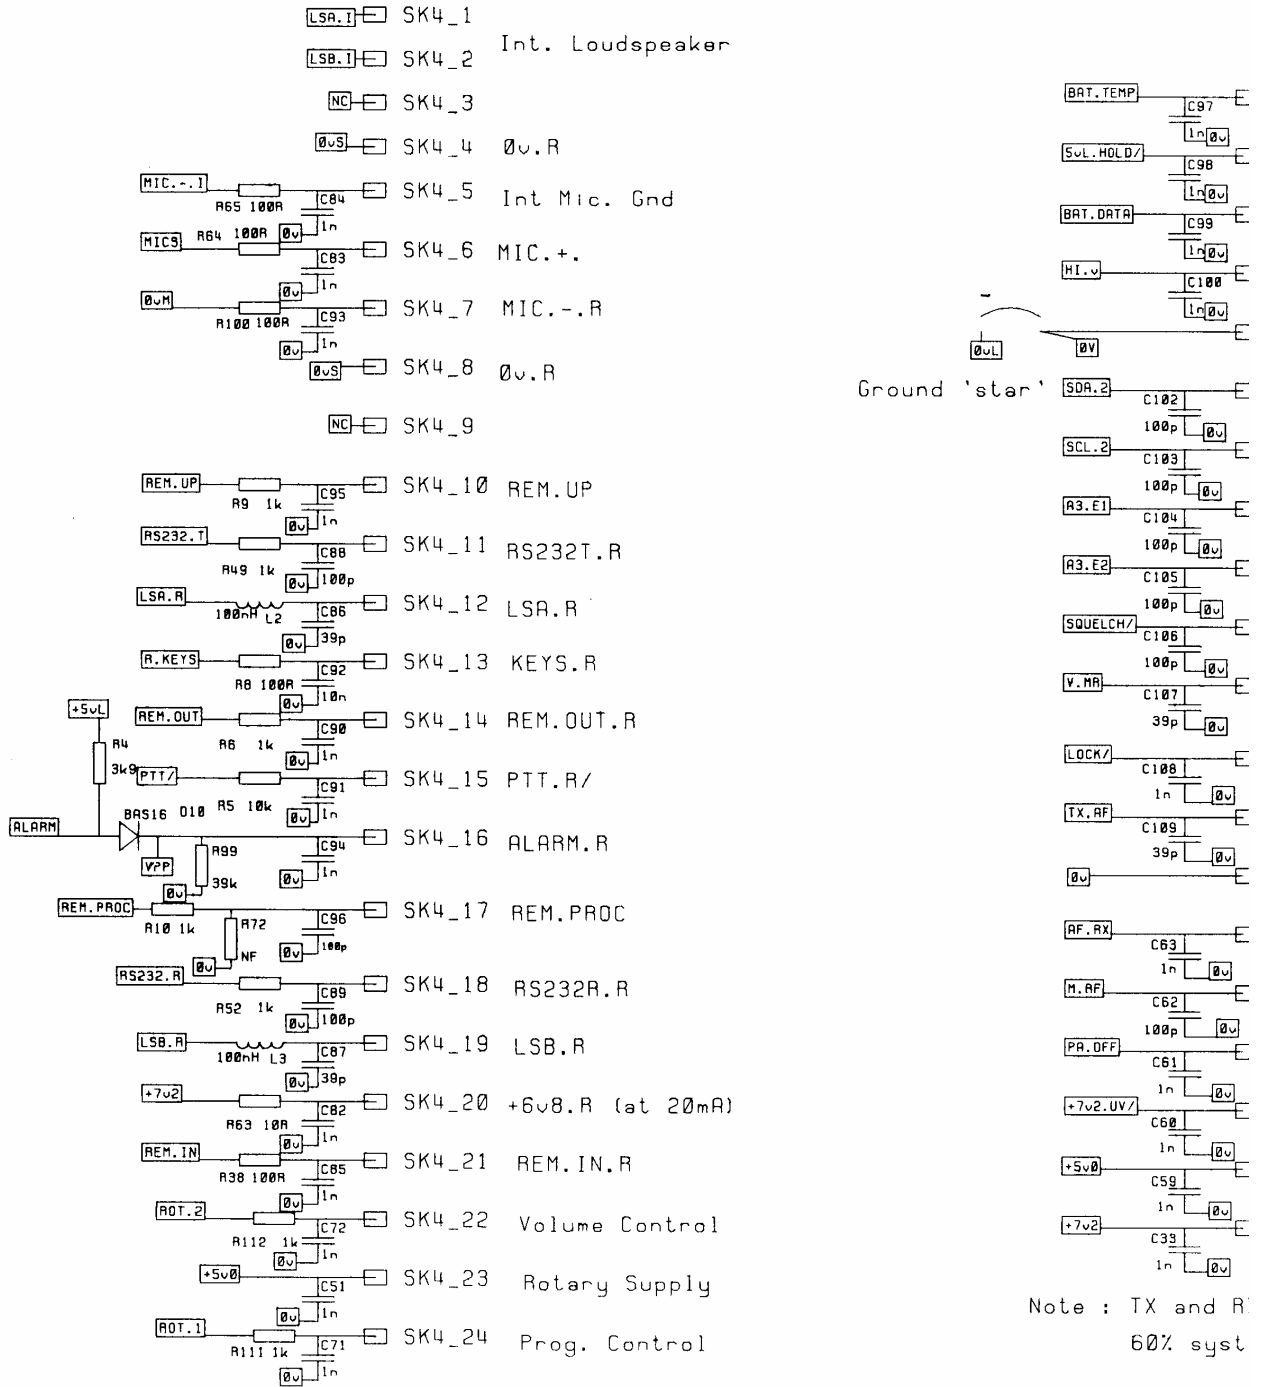 LSA.I SK4_1
Int. Loudspeaker
LSB.I SK4_2
NC SK4_3
0vS SK4_4 0v.R
MIC.-.I SK4_5 Int Mic. Gnd
R65 100R C84 1n 0v
MICS SK4_6 MIC.+.
R64 100R C83 1n 0v
0vM SK4_7 MIC.-.R
R100 100R C93 1n 0v
0vS SK4_8 0v.R
NC SK4_9
REM.UP SK4_10 REM.UP
R9 1k C95 1n 0v
RS232.T SK4_11 RS232T.R
R49 1k C88 100p 0v
LSA.R SK4_12 LSA.R
100nH L2 C86 39p 0v
R.KEYS SK4_13 KEYS.R
R8 100R C92 10n 0v
REM.OUT SK4_14 REM.OUT.R
R6 1k C90 1n 0v
+5vL
R4
3k9
PTT/ SK4_15 PTT.R/
R5 10k C91 1n 0v
BAS16 D10
ALARM SK4_16 ALARM.R
VPP R99 39k 0v C94 1n 0v
REM.PROC SK4_17 REM.PROC
R10 1k R72 NF 0v C96 100p 0v
RS232.R SK4_18 RS232R.R
R52 1k C89 100p 0v
LSB.R SK4_19 LSB.R
100nH L3 C87 39p 0v
+7v2 SK4_20 +6v8.R (at 20mA)
R63 10R C82 1n 0v
REM.IN SK4_21 REM.IN.R
R38 100R C85 1n 0v
ROT.2 SK4_22 Volume Control
R112 1k C72 1n 0v
+5v0 SK4_23 Rotary Supply
C51 1n 0v
ROT.1 SK4_24 Prog. Control
R111 1k C71 1n 0v
BAT.TEMP
C97 1n 0v
5vL.HOLD/
C98 1n 0v
BAT.DATA
C99 1n 0v
HI.v
C100 1n 0v
0vL 0V
Ground 'star'
SDA.2
C102 100p 0v
SCL.2
C103 100p 0v
A3.E1
C104 100p 0v
A3.E2
C105 100p 0v
SQUELCH/
C106 100p 0v
V.MR
C107 39p 0v
LOCK/
C108 1n 0v
TX.AF
C109 39p 0v
0v
AF.RX
C63 1n 0v
M.AF
C62 100p 0v
PA.OFF
C61 1n 0v
+7v2.UV/
C60 1n 0v
+5v0
C59 1n 0v
+7v2
C39 1n 0v
Note : TX and
60% syst